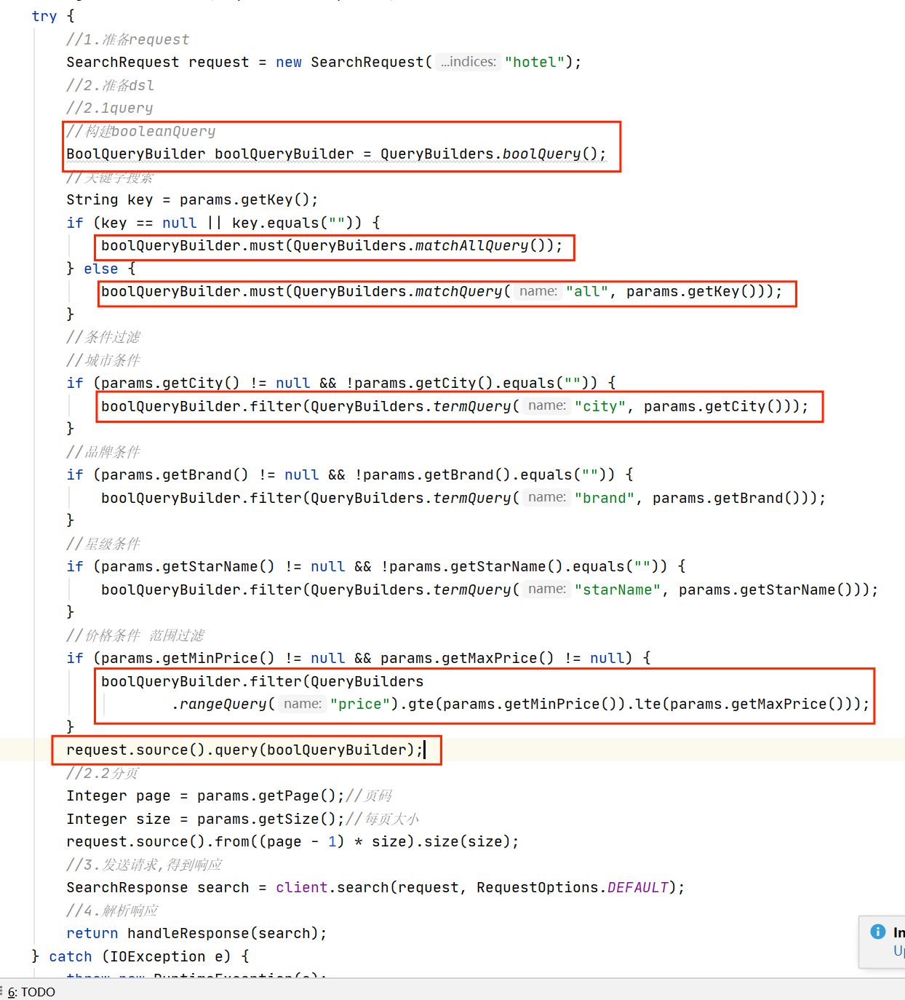 try {
//1.准备request
SearchRequest request = new SearchRequest( ...indices: "hotel");
//2.准备dsl
//2.1query
//构建booleanQuery
BoolQueryBuilder boolQueryBuilder = QueryBuilders.boolQuery();
//关键字搜索
String key = params.getKey();
if (key == null || key.equals("")) {
boolQueryBuilder.must(QueryBuilders.matchAllQuery());
} else {
boolQueryBuilder.must(QueryBuilders.matchQuery( name: "all", params.getKey()));
}
//条件过滤
//城市条件
if (params.getCity() != null && !params.getCity().equals("")) {
boolQueryBuilder.filter(QueryBuilders.termQuery( name: "city", params.getCity()));
}
//品牌条件
if (params.getBrand() != null && !params.getBrand().equals("")) {
boolQueryBuilder.filter(QueryBuilders.termQuery( name: "brand", params.getBrand()));
}
//星级条件
if (params.getStarName() != null && !params.getStarName().equals("")) {
boolQueryBuilder.filter(QueryBuilders.termQuery( name: "starName", params.getStarName()));
}
//价格条件 范围过滤
if (params.getMinPrice() != null && params.getMaxPrice() != null) {
boolQueryBuilder.filter(QueryBuilders
.rangeQuery( name: "price").gte(params.getMinPrice()).lte(params.getMaxPrice()));
}
request.source().query(boolQueryBuilder);
//2.2分页
Integer page = params.getPage();//页码
Integer size = params.getSize();//每页大小
request.source().from((page - 1) * size).size(size);
//3.发送请求,得到响应
SearchResponse search = client.search(request, RequestOptions.DEFAULT);
//4.解析响应
return handleResponse(search);
} catch (IOException e) {
throw new RuntimeException(e);
6: TODO